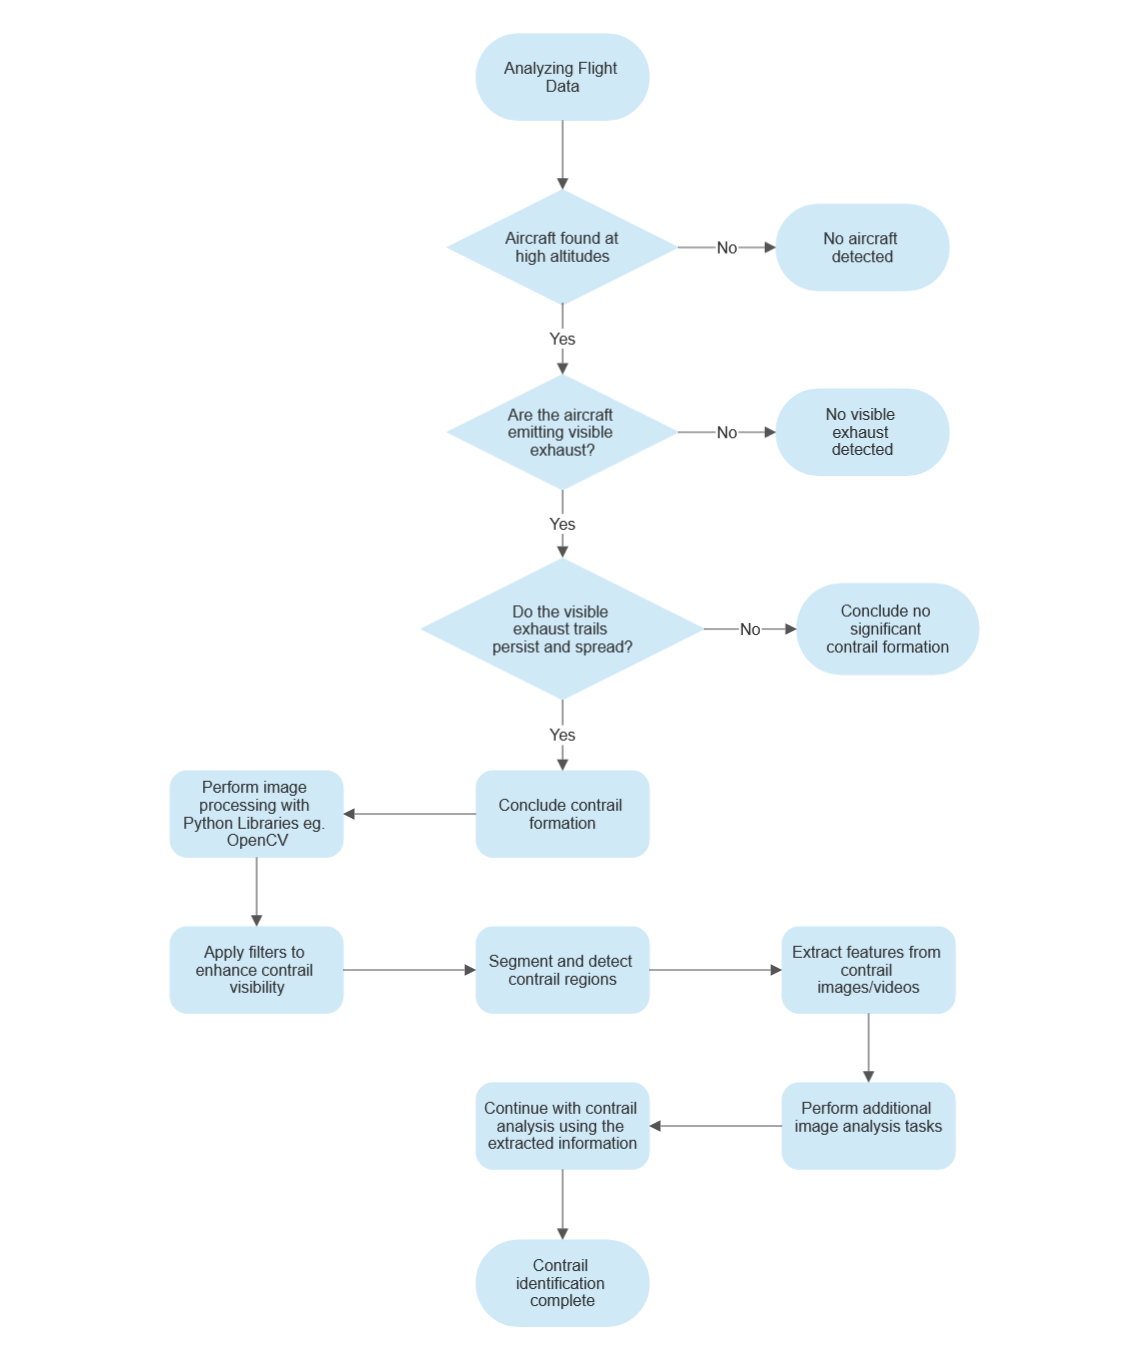 Analyzing Flight
Data
Aircraft found at
high altitudes
No
No aircraft
detected
Yes
Are the aircraft
emitting visible
exhaust?
No
No visible
exhaust
detected
Yes
Do the visible
exhaust trails
persist and spread?
No
Conclude no
significant
contrail formation
Yes
Conclude contrail
formation
Perform image
processing with
Python Libraries eg.
OpenCV
Apply filters to
enhance contrail
visibility
Segment and detect
contrail regions
Extract features from
contrail
images/videos
Perform additional
image analysis tasks
Continue with contrail
analysis using the
extracted information
Contrail
identification
complete